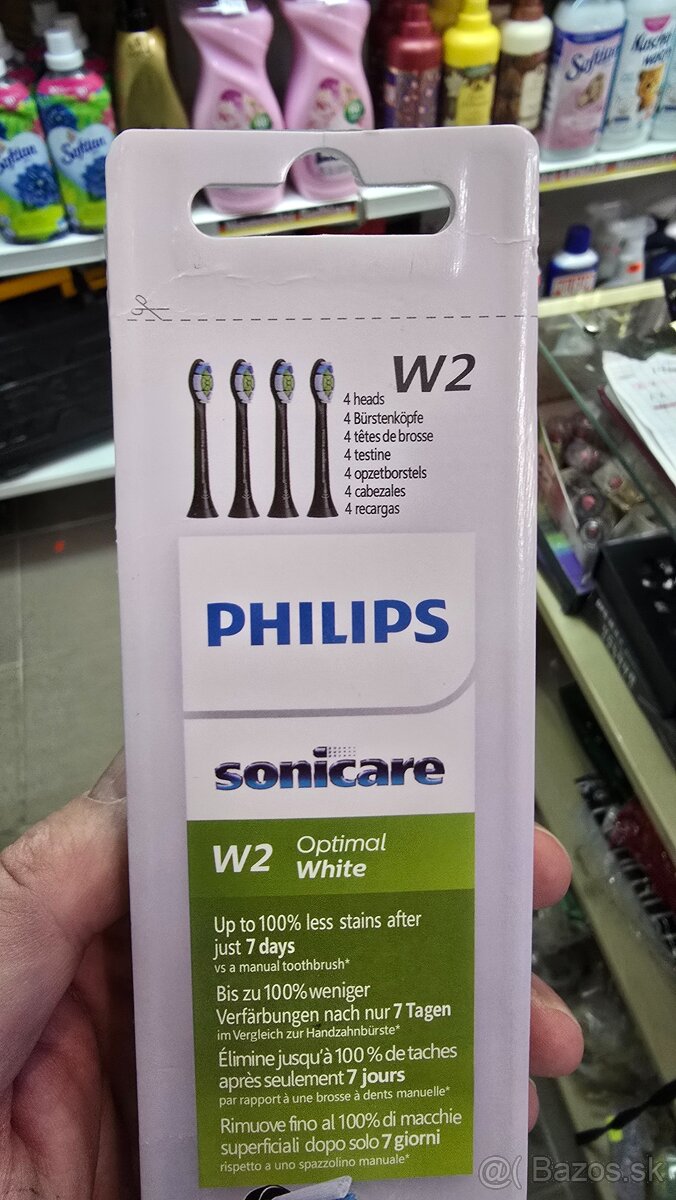 Softlan
Softlan
Softlan
W2
4 heads
4 Bürstenköpfe
4 têtes de brosse
4 testine
4 opzetborstels
4 cabezales
4 recargas
PHILIPS
sonicare
W2 Optimal
White
Up to 100% less stains after
just 7 days
vs a manual toothbrush*
Bis zu 100% weniger
Verfärbungen nach nur 7 Tagen
im Vergleich zur Handzahnbürste*
Élimine jusqu'à 100 % de taches
après seulement 7 jours
par rapport à une brosse à dents manuelle*
Rimuove fino al 100% di macchie
superficiali dopo solo 7 giorni
rispetto a uno spazzolino manuale*
@( Bazos.sk